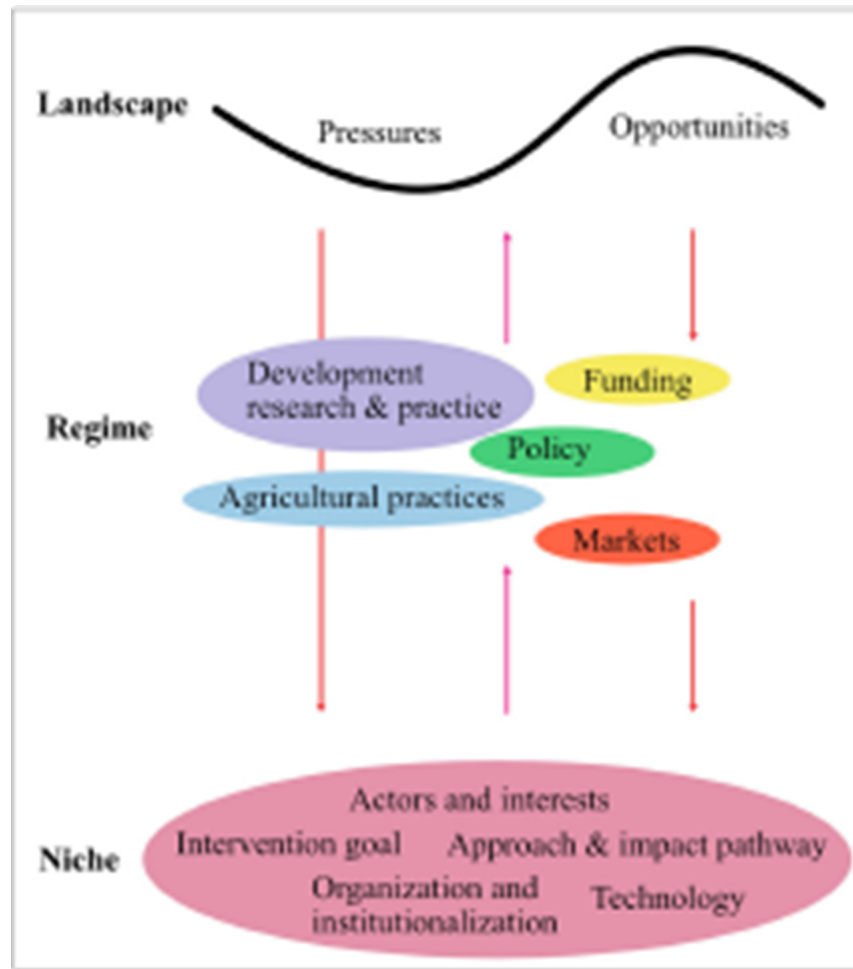 Landscape
Pressures
Opportunities
Development
research & practice
Funding
Regime
Policy
Agricultural practices
Markets
Actors and interests
Intervention goal
Approach & impact pathway
Niche
Organization and
institutionalization
Technology